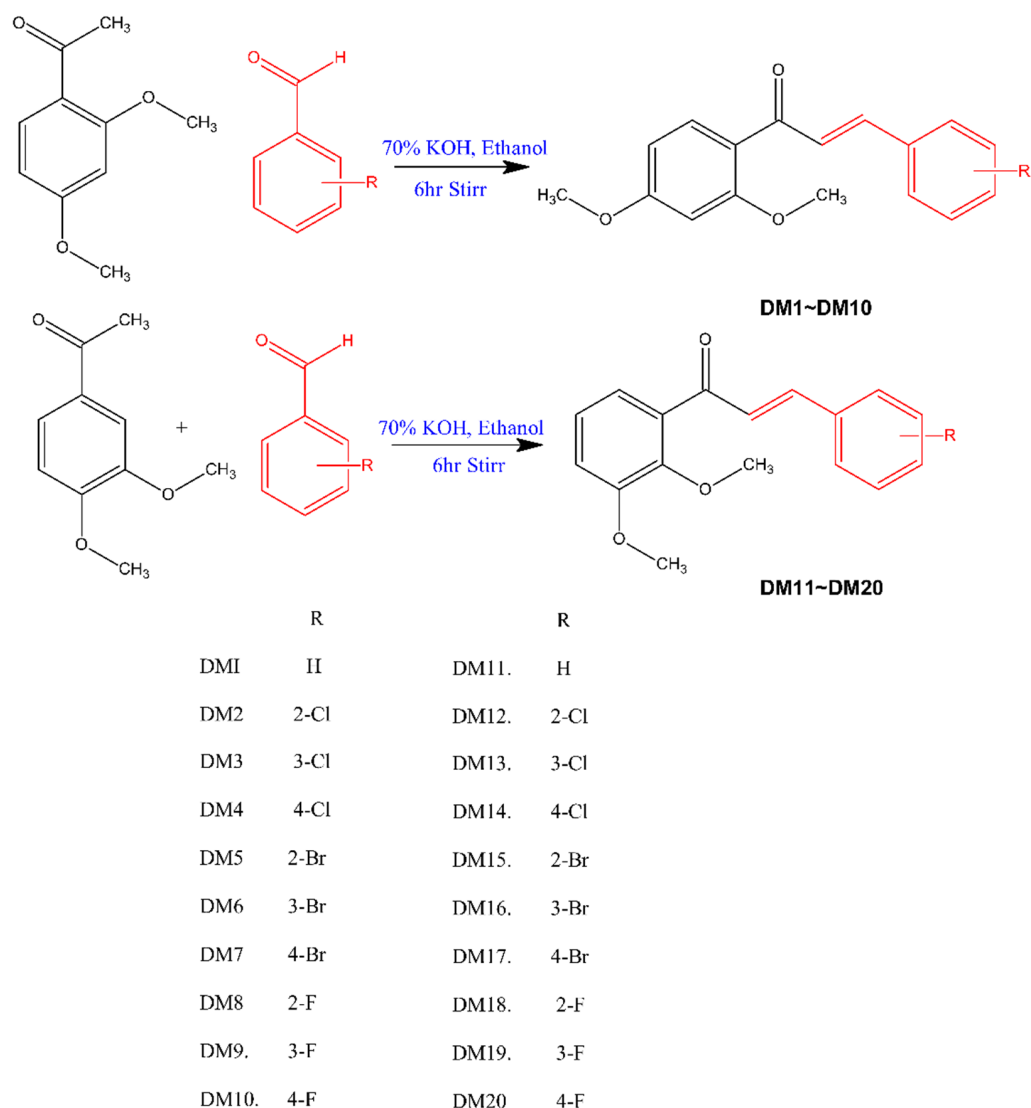 O
CH₃
O
H
O
O
CH₃
70% KOH, Ethanol
R
R
6hr Stirr
H₃C
O
O
CH₃
O
CH₃
DM1~DM10
O
CH₃
O
H
O
+
70% KOH, Ethanol
R
R
6hr Stirr
O
CH₃
O
CH₃
O
CH₃
O
CH₃
DM11~DM20
R R
DMI H DM11. H
DM2 2-Cl DM12. 2-Cl
DM3 3-Cl DM13. 3-Cl
DM4 4-Cl DM14. 4-Cl
DM5 2-Br DM15. 2-Br
DM6 3-Br DM16. 3-Br
DM7 4-Br DM17. 4-Br
DM8 2-F DM18. 2-F
DM9. 3-F DM19. 3-F
DM10. 4-F DM20 4-F